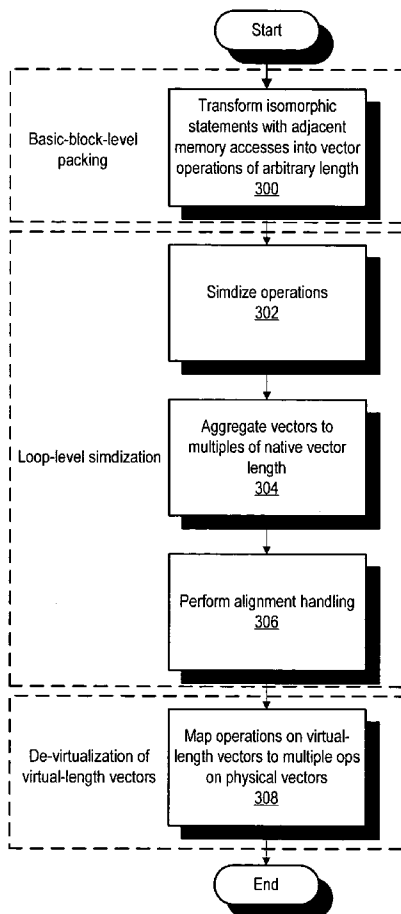 Start
Basic-block-level
packing
Transform isomorphic
statements with adjacent
memory accesses into vector
operations of arbitrary length
300
Simdize operations
302
Loop-level simdization
Aggregate vectors to
multiples of native vector
length
304
Perform alignment handling
306
De-virtualization of
virtual-length vectors
Map operations on virtual-
length vectors to multiple ops
on physical vectors
308
End